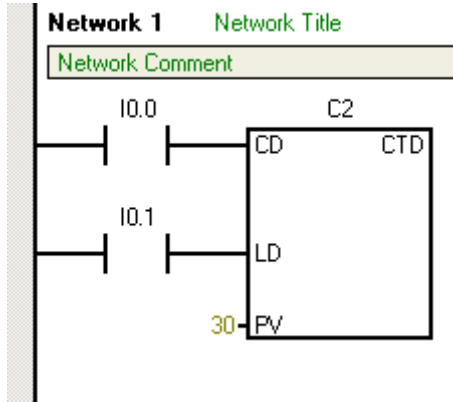 Network 1 Network Title
Network Comment
I0.0 C2
CD CTD
I0.1
LD
30 PV